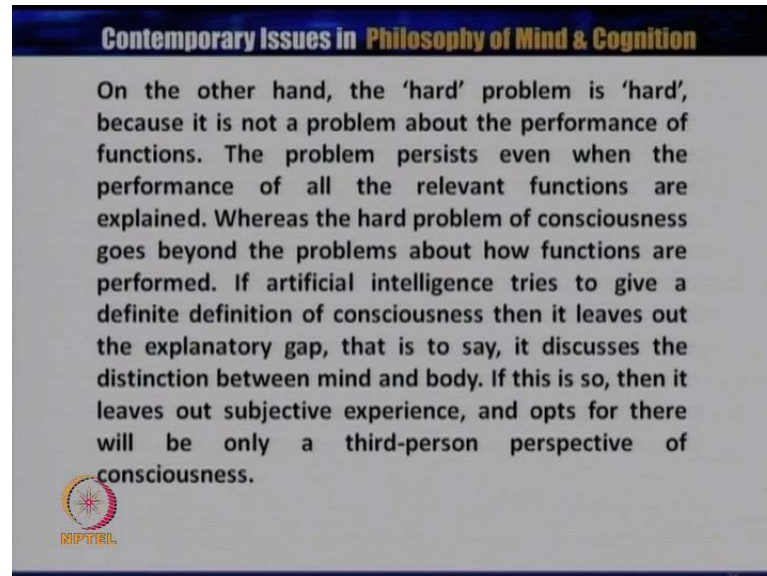 Contemporary Issues in Philosophy of Mind & Cognition
On the other hand, the ‘hard’ problem is ‘hard’,
because it is not a problem about the performance of
functions. The problem persists even when the
performance of all the relevant functions are
explained. Whereas the hard problem of consciousness
goes beyond the problems about how functions are
performed. If artificial intelligence tries to give a
definite definition of consciousness then it leaves out
the explanatory gap, that is to say, it discusses the
distinction between mind and body. If this is so, then it
leaves out subjective experience, and opts for there
will be only a third-person perspective of
consciousness.
NPTEL